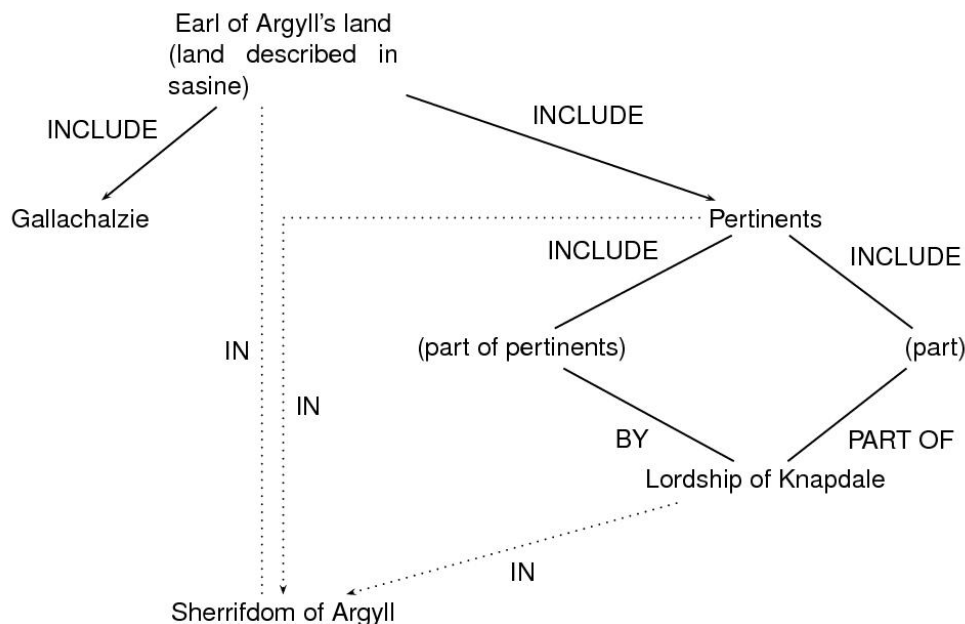 Earl of Argyll's land
(land described in
sasine)
INCLUDE
INCLUDE
Gallachalzie
Pertinents
INCLUDE
INCLUDE
IN
(part of pertinents)
(part)
IN
BY
PART OF
Lordship of Knapdale
IN
Sherrifdom of Argyll